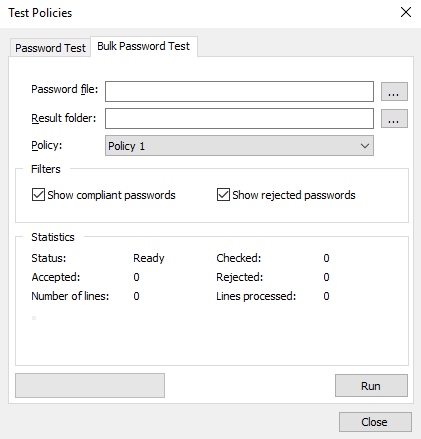 Test Policies
Password Test Bulk Password Test
Password file: ...
Result folder: ...
Policy: Policy 1
Filters
Show compliant passwords Show rejected passwords
Statistics
Status: Ready Checked: 0
Accepted: 0 Rejected: 0
Number of lines: 0 Lines processed: 0
Run
Close